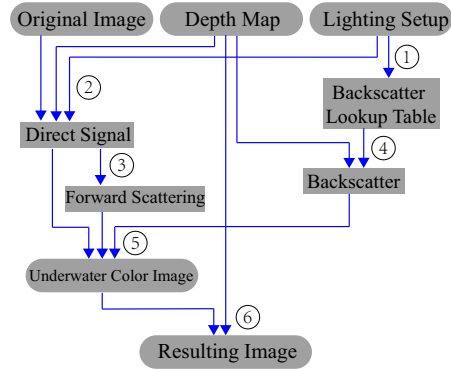 Original Image
Depth Map
Lighting Setup
①
②
Backscatter
Lookup Table
Direct Signal
③
④
Forward Scattering
Backscatter
⑤
Underwater Color Image
⑥
Resulting Image